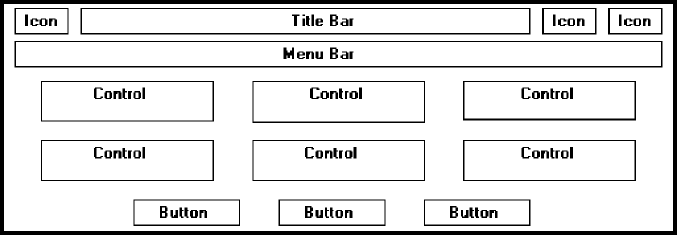 Icon Title Bar Icon Icon
Menu Bar
Control Control Control
Control Control Control
Button Button Button